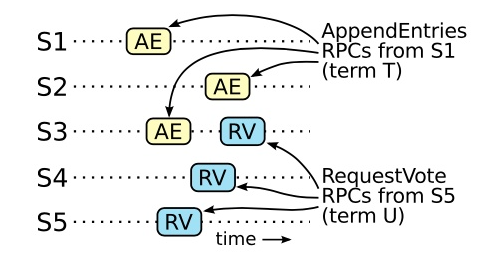 AppendEntries
S1 AE RPCs from S1
(term T)
S2 AE
S3 AE RV
S4 RV RequestVote
RPCs from S5
S5 RV (term U)
time